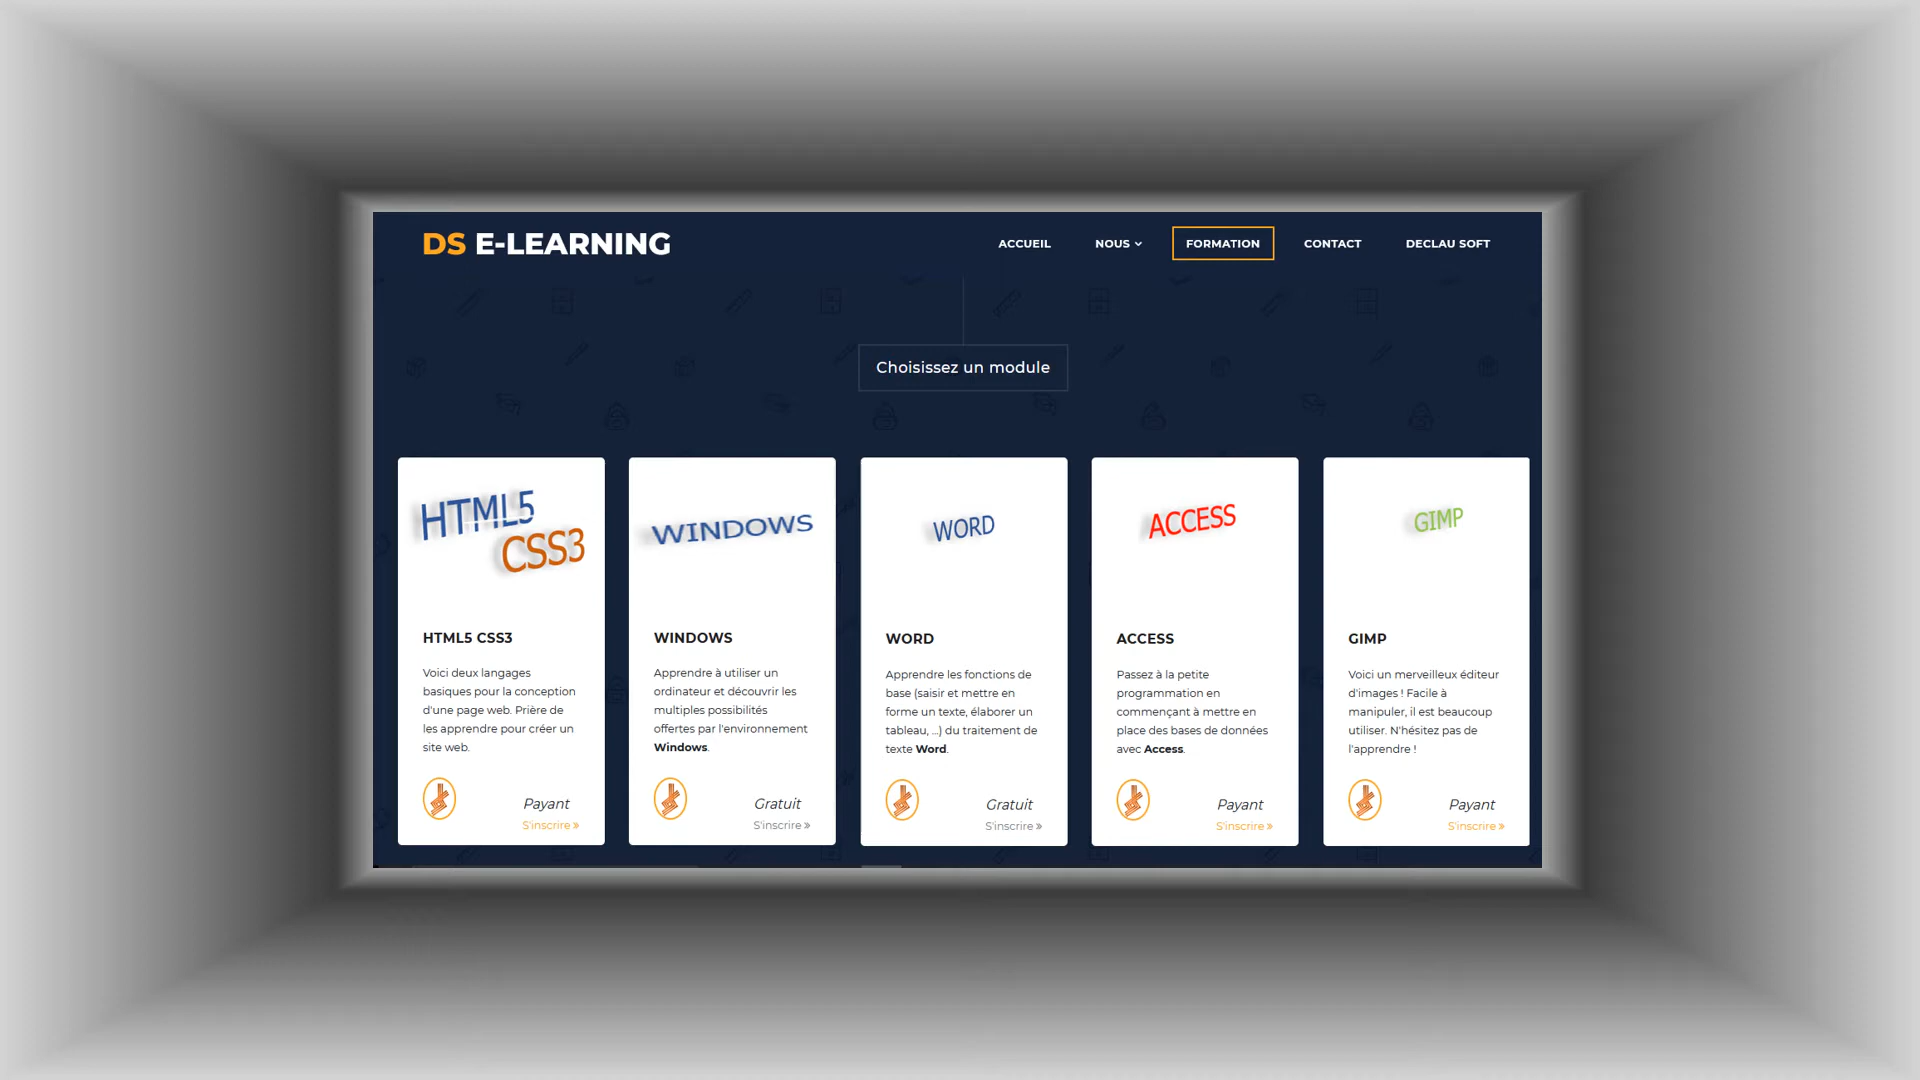 DS E-LEARNING
ACCUEIL
NOUS
FORMATION
CONTACT
DECLAU SOFT
Choisissez un module
HTML5
CSS3
HTML5 CSS3
Voici deux langages
basiques pour la conception
d'une page web. Prière de
les apprendre pour créer un
site web.
Payant
S'inscrire »
WINDOWS
WINDOWS
Apprendre à utiliser un
ordinateur et découvrir les
multiples possibilités
offertes par l'environnement
Windows.
Gratuit
S'inscrire »
WORD
WORD
Apprendre les fonctions de
base (saisir et mettre en
forme un texte, élaborer un
tableau, ...) du traitement de
texte Word.
Gratuit
S'inscrire »
ACCESS
ACCESS
Passez à la petite
programmation en
commençant à mettre en
place des bases de données
avec Access.
Payant
S'inscrire »
GIMP
GIMP
Voici un merveilleux éditeur
d'images ! Facile à
manipuler, il est beaucoup
utiliser. N'hésitez pas de
l'apprendre !
Payant
S'inscrire »